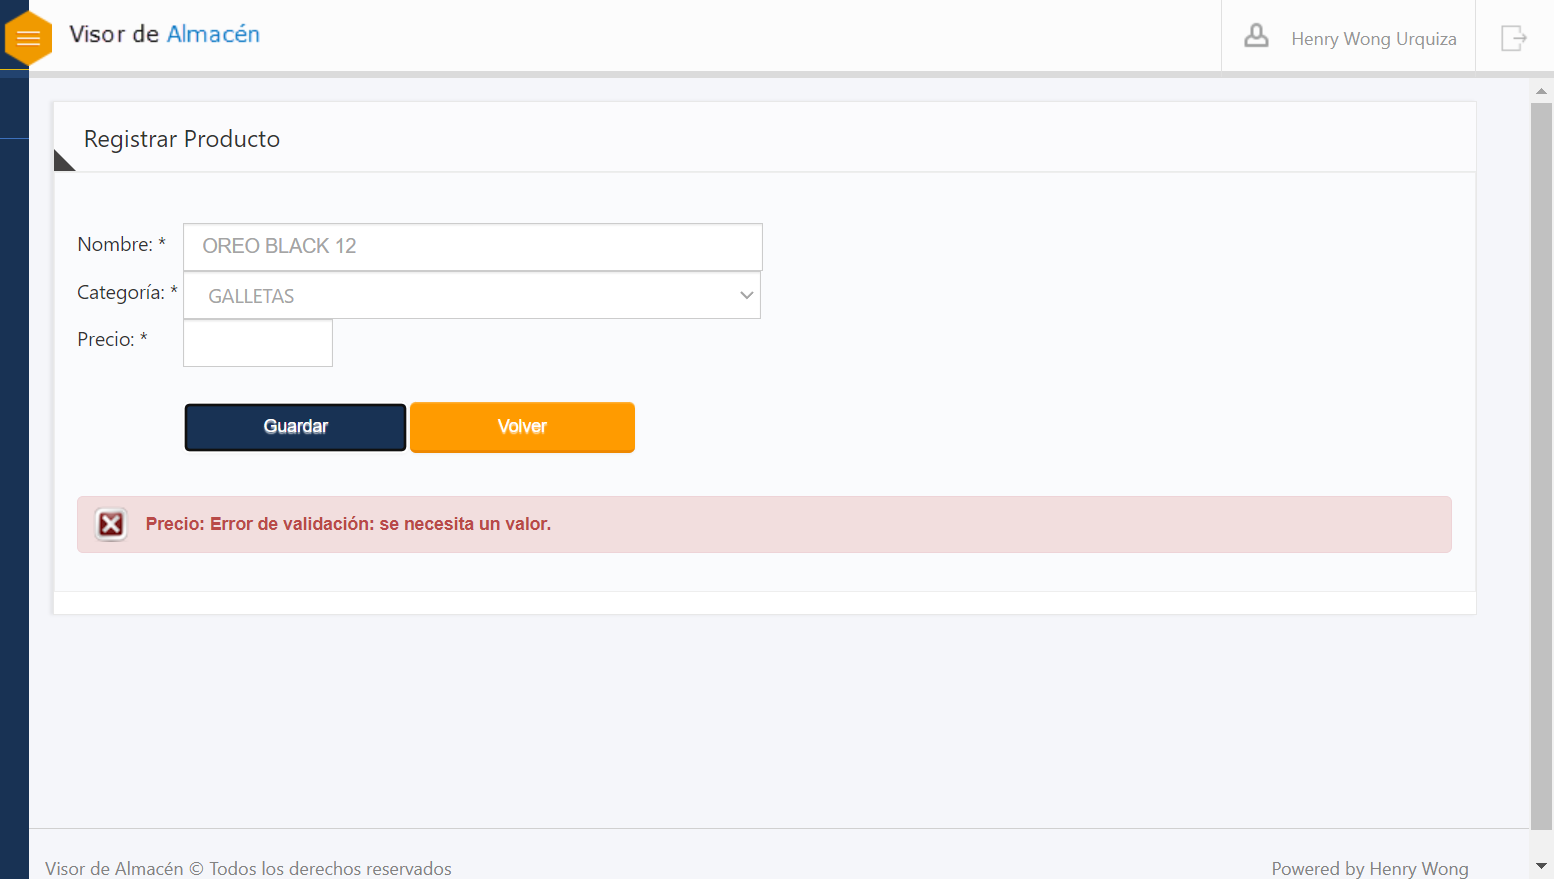 Visor de Almacén
Henry Wong Urquiza
Registrar Producto
Nombre: * OREO BLACK 12
Categoría: * GALLETAS
Precio: *
Guardar Volver
Precio: Error de validación: se necesita un valor.
Visor de Almacén © Todos los derechos reservados
Powered by Henry Wong